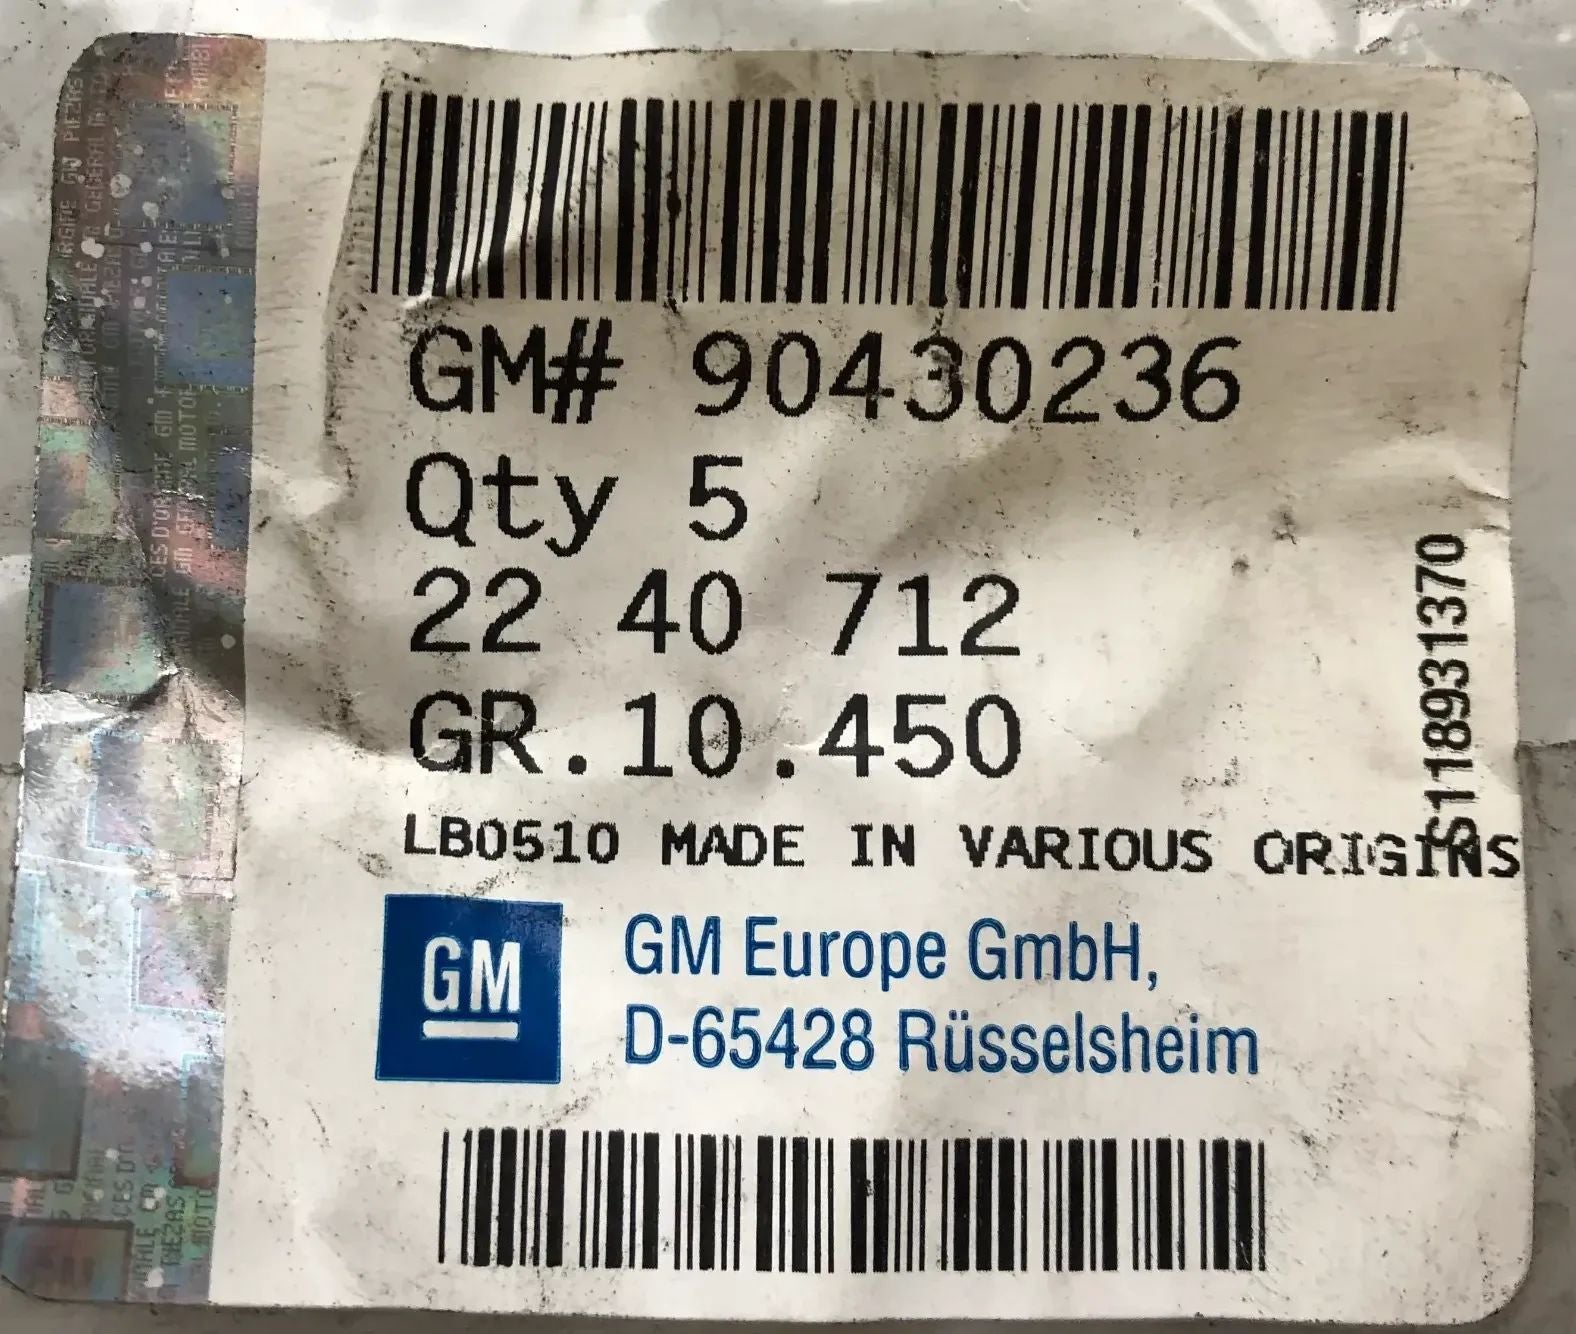 GM# 90430236
Qty 5
22 40 712
GR.10.450
LB0510 MADE IN VARIOUS ORIGINS
S118931370
GM
GM Europe GmbH,
D-65428 Rüsselsheim